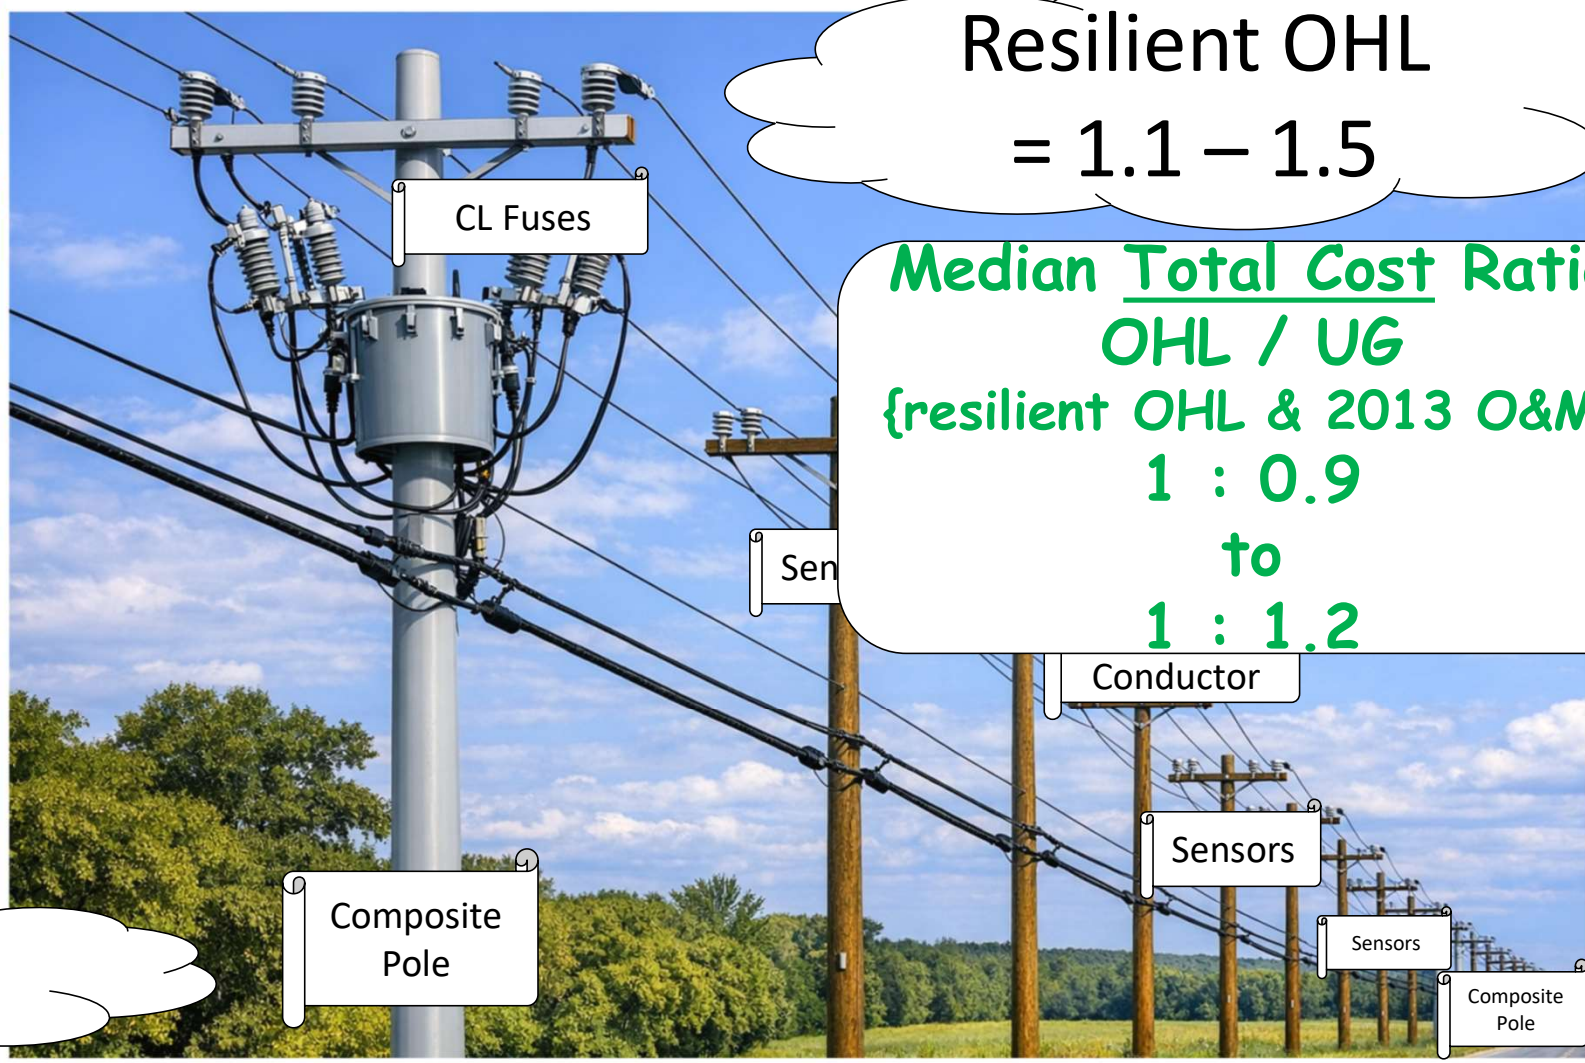 Resilient OHL
= 1.1 – 1.5
CL Fuses
Median Total Cost
OHL / UG
{resilient OHL & 2013
1 : 0.9
to
1 : 1.2
Conductor
Sensors
Composite
Pole
Sensors
Composite
Pole